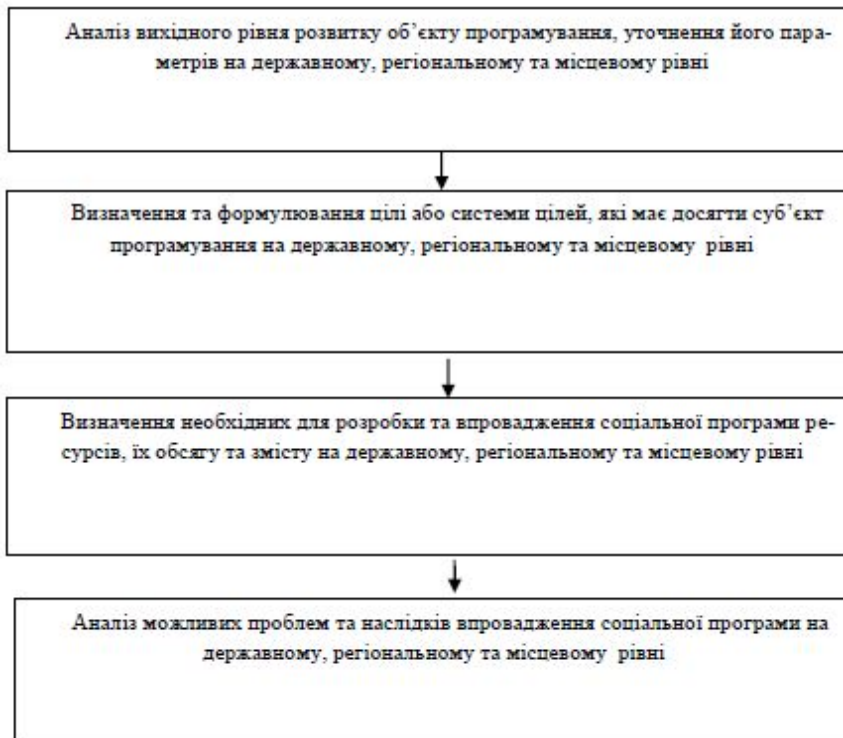 Аналіз вихідного рівня розвитку об’єкту програмування, уточнення його пара-
метрів на державному, регіональному та місцевому рівні
Визначення та формулювання цілі або системи цілей, які має досягти суб’єкт
програмування на державному, регіональному та місцевому рівні
Визначення необхідних для розробки та впровадження соціальної програми ре-
сурсів, їх обсягу та змісту на державному, регіональному та місцевому рівні
Аналіз можливих проблем та наслідків впровадження соціальної програми на
державному, регіональному та місцевому рівні